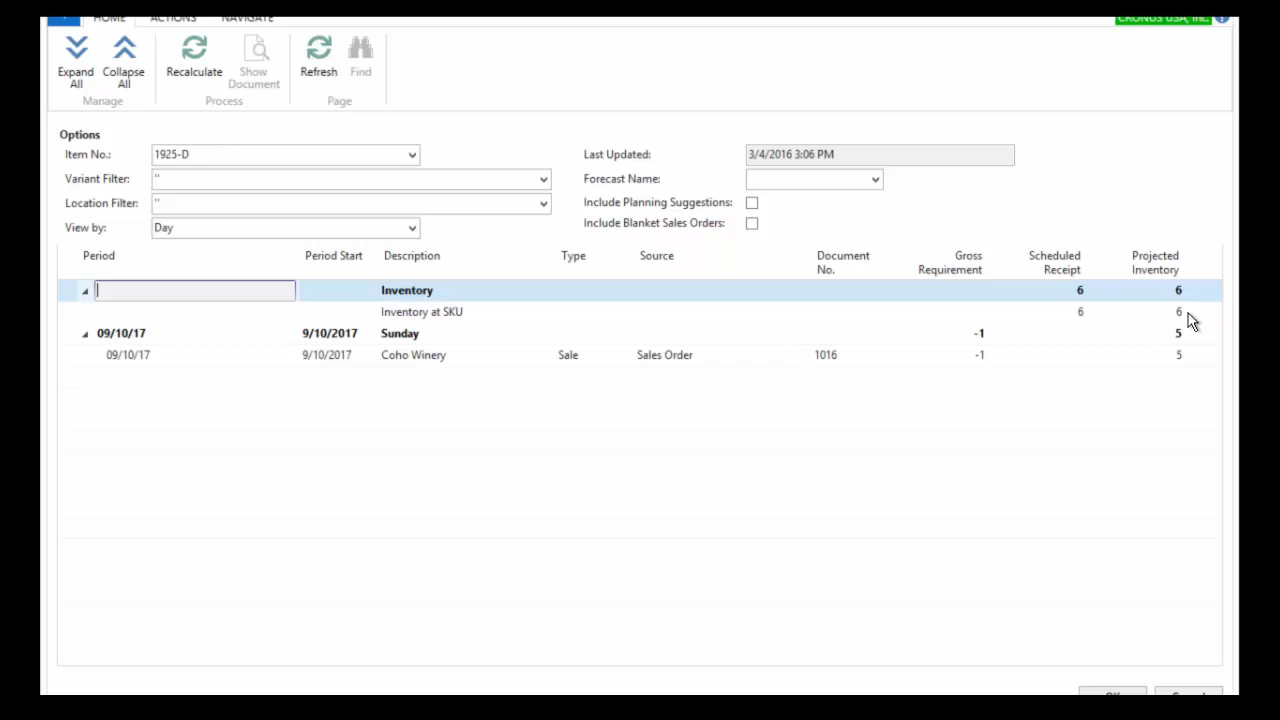 HOME ACTIONS NAVIGATE CRONUS USA, Inc.
Expand All Collapse All Recalculate Show Document Refresh Find
Manage Process Page
Options
Item No.: 1925-D Last Updated: 3/4/2016 3:06 PM
Variant Filter: '' Forecast Name:
Location Filter: '' Include Planning Suggestions:
Include Blanket Sales Orders:
View by: Day
Period Period Start Description Type Source Document No. Gross Requirement Scheduled Receipt Projected Inventory
Inventory 6 6
Inventory at SKU 6 6
09/10/17 9/10/2017 Sunday -1 5
09/10/17 9/10/2017 Coho Winery Sale Sales Order 1016 -1 5